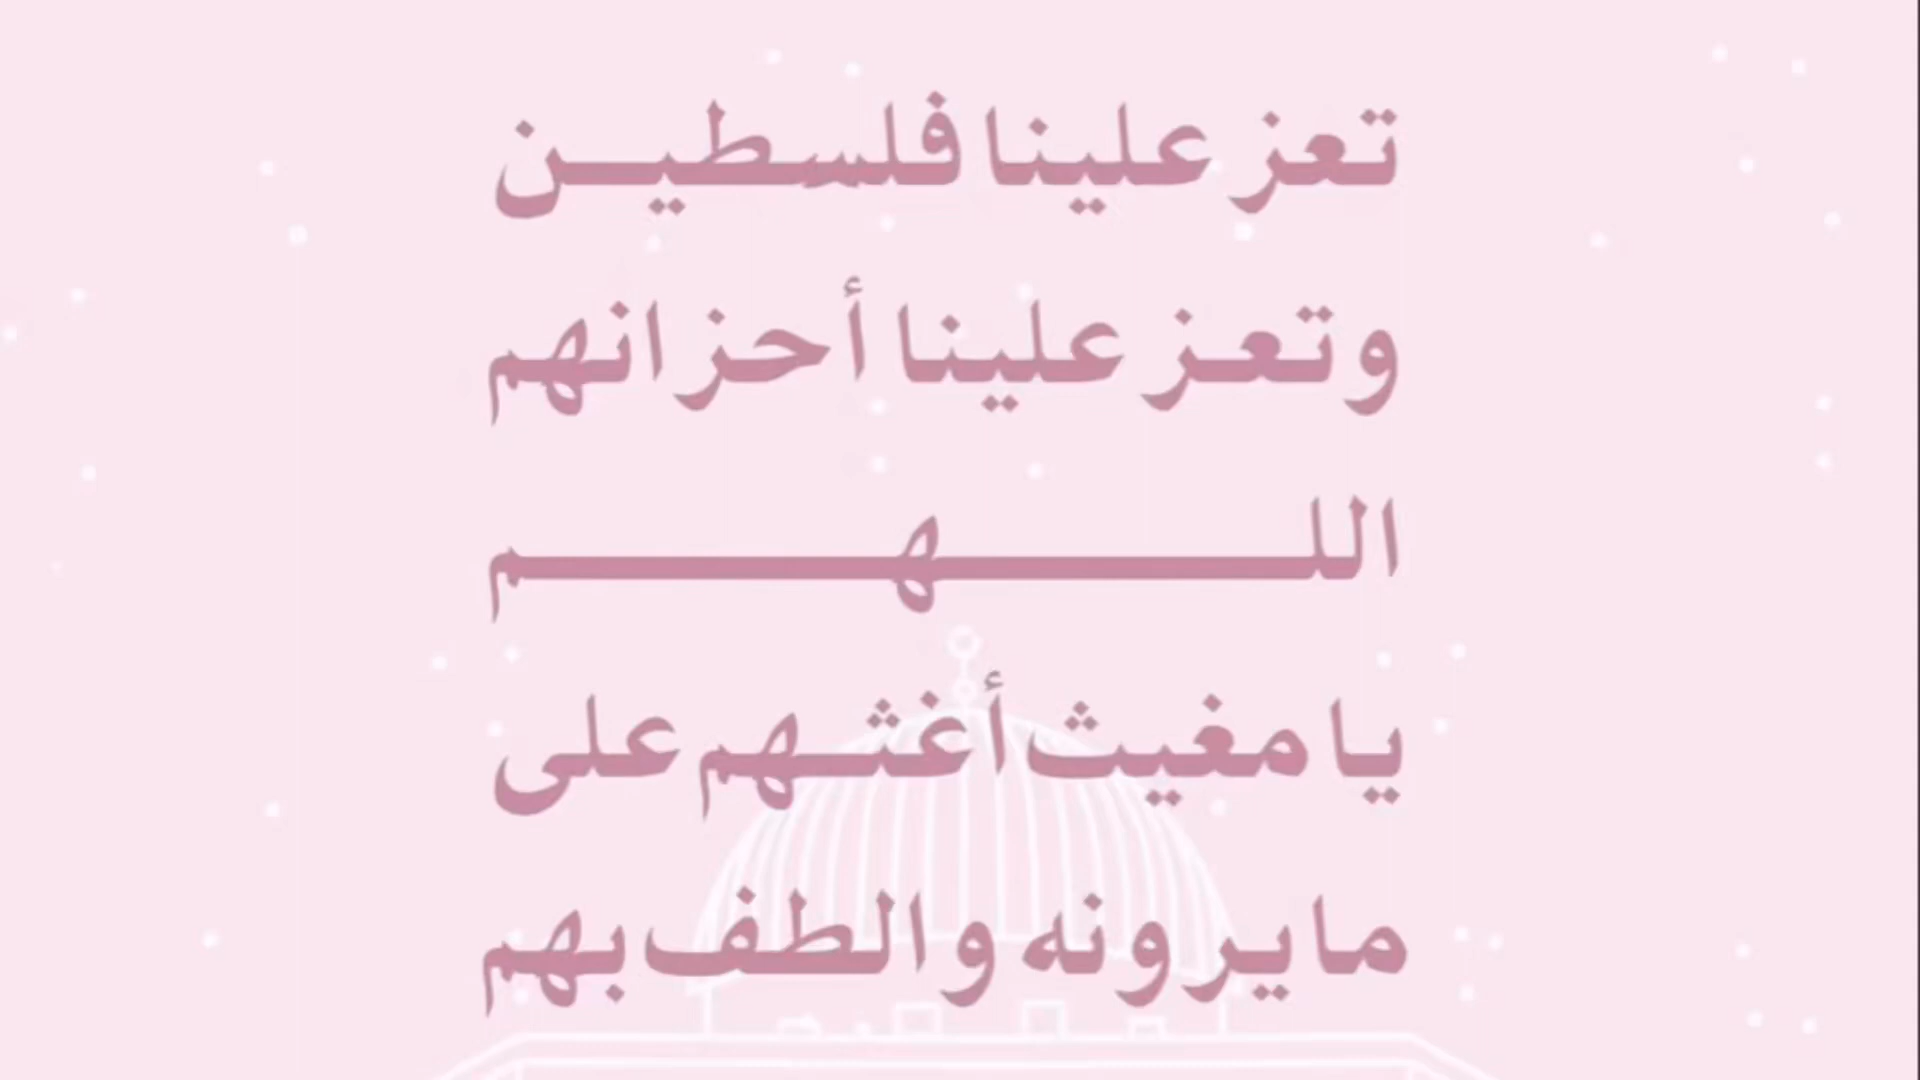 تعز علينا فلسطين
وتعز علينا أحزانهم
اللهم
يا مغيث أغثهم على
ما يرونه والطف بهم